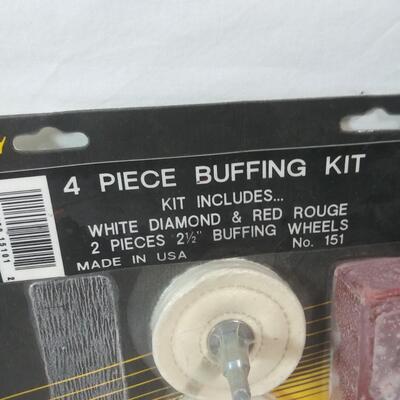 4 PIECE BUFFING KIT
KIT INCLUDES...
WHITE DIAMOND & RED ROUGE
2 PIECES 2½" BUFFING WHEELS
MADE IN USA
No. 151